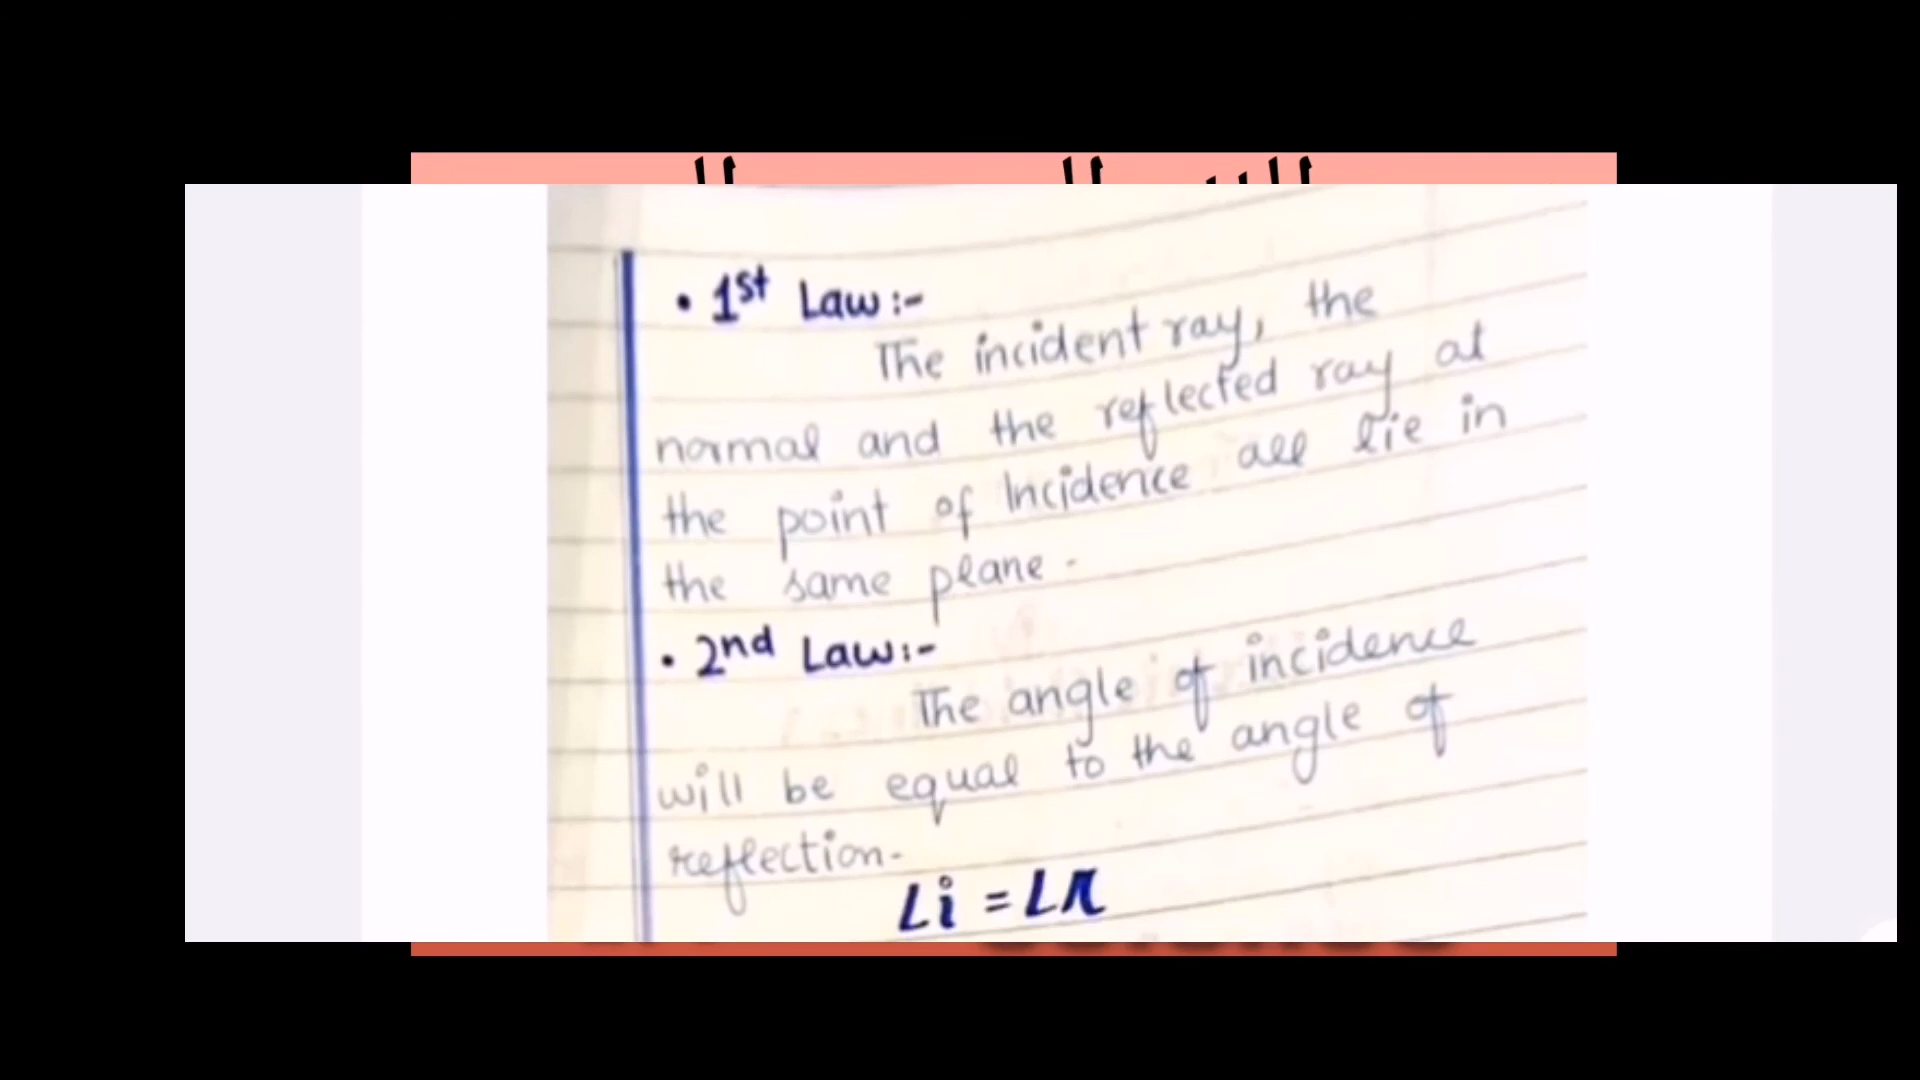 • 1st Law:-
The incident ray, the
normal and the reflected ray at
the point of Incidence all lie in
the same plane.
• 2nd Law:-
The angle of incidence
will be equal to the angle of
reflection.
∠i = ∠r